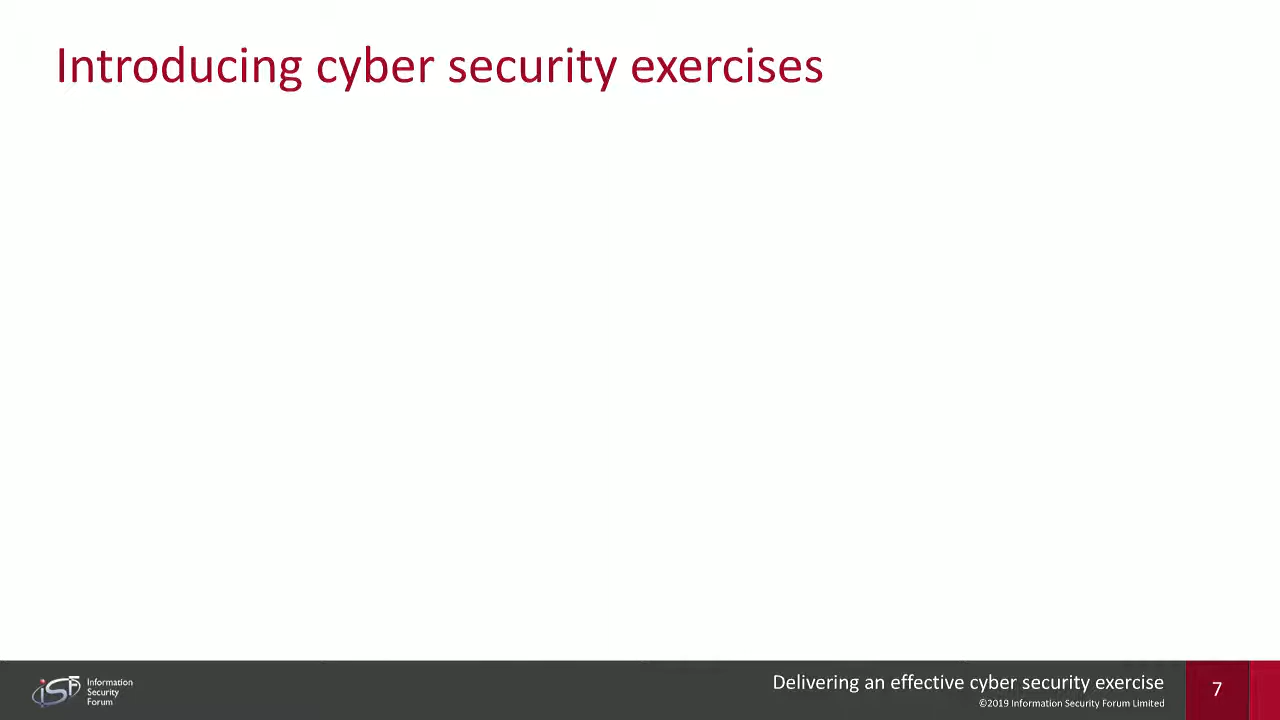 Introducing cyber security exercises
iSF
Information
Security
Forum
Delivering an effective cyber security exercise
©2019 Information Security Forum Limited
7